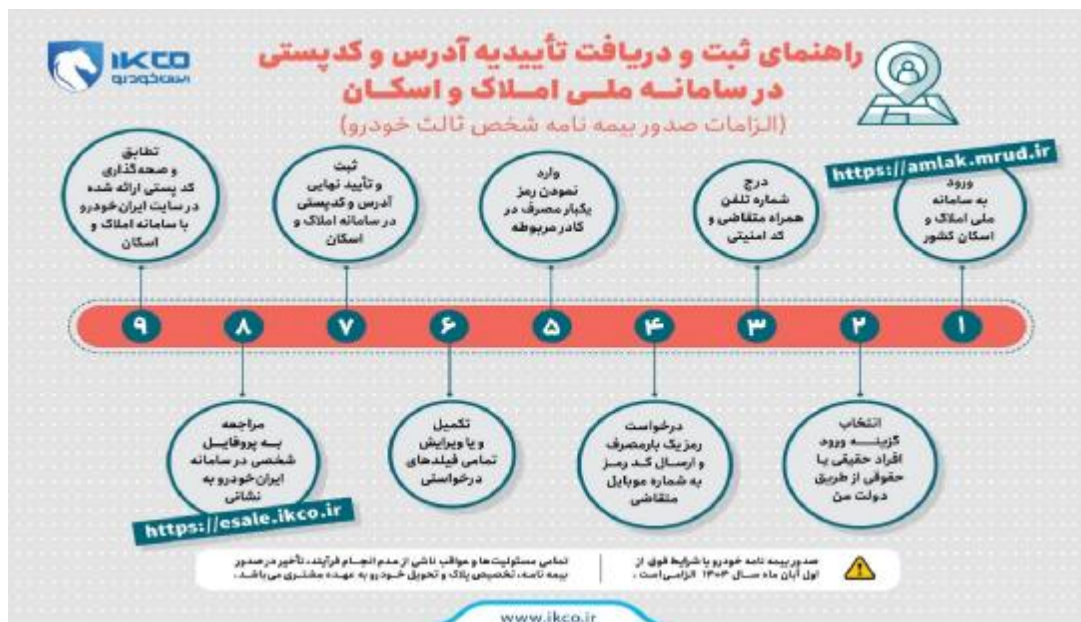 IKCO
ایران‌خودرو
راهنمای ثبت و دریافت تأییدیه آدرس و کدپستی
در سامانه ملی املاک و اسکان
(الزامات صدور بیمه نامه شخص ثالث خودرو)
https://amlak.mrud.ir
ورود
به سامانه
ملی املاک و
اسکان کشور
۱
انتخاب
گزینه ورود
افراد حقیقی یا
حقوقی از طریق
دولت من
۲
درج
شماره تلفن
همراه متقاضی و
کد امنیتی
۳
درخواست
رمز یک بار مصرف
و ارسال کد رمز
به شماره موبایل
متقاضی
۴
وارد
نمودن رمز
یکبار مصرف در
کادر مربوطه
۵
تکمیل
و یا ویرایش
تمامی فیلدهای
درخواستی
۶
ثبت
و تأیید نهایی
آدرس و کدپستی
در سامانه املاک و
اسکان
۷
مراجعه
به پروفایل
شخصی در سامانه
ایران‌خودرو به
نشانی
https://esale.ikco.ir
۸
تطابق
و صحه‌گذاری
کد پستی ارائه شده
در سایت ایران‌خودرو
با سامانه املاک و
اسکان
۹
صدور بیمه نامه خودرو با شرایط فوق از
اول آبان ماه سال ۱۴۰۳ الزامی است.
تمامی مسئولیت‌ها و عواقب ناشی از عدم انجام فرآیند، تأخیر در صدور
بیمه نامه، تخصیص پلاک و تحویل خودرو به عهده مشتری می‌باشد.
www.ikco.ir